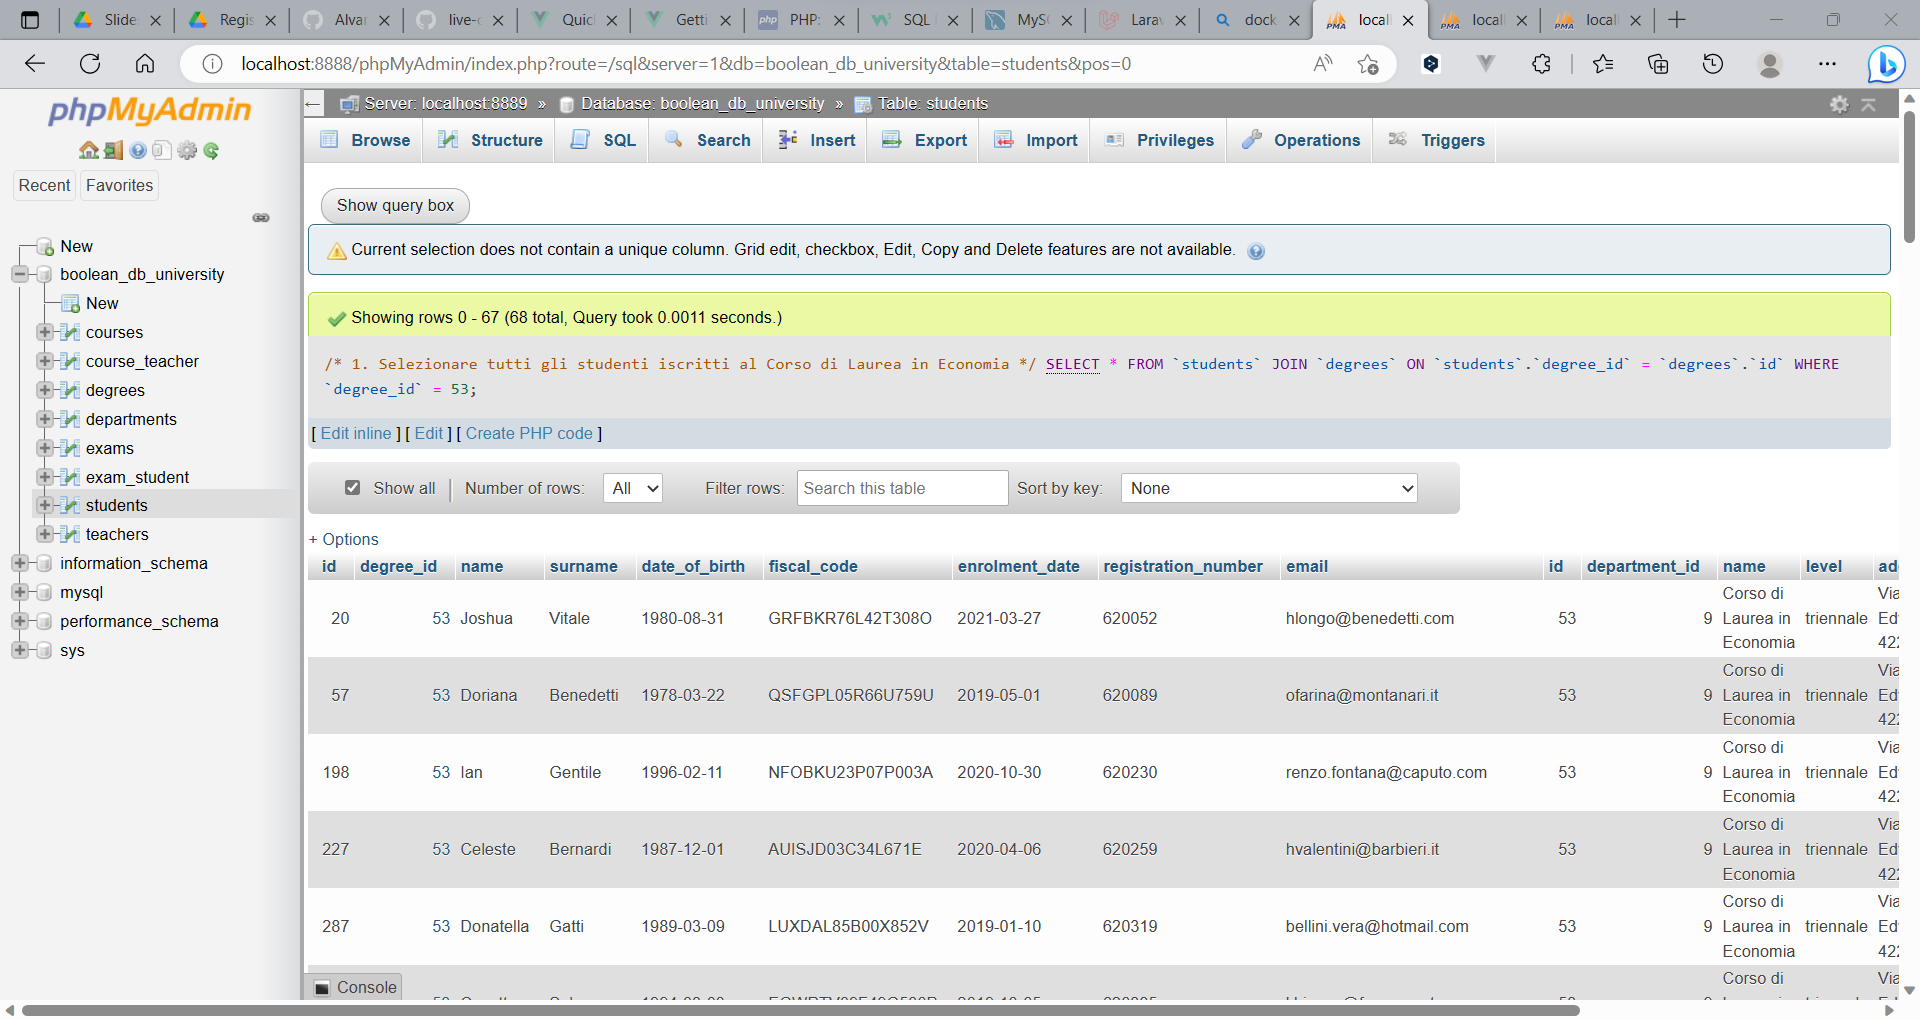 Slide
Regis
Alvar
live-c
Quicl
Getti
PHP:
SQL
MySQ
Larav
dock
locall
locall
locall
localhost:8888/phpMyAdmin/index.php?route=/sql&server=1&db=boolean_db_university&table=students&pos=0
phpMyAdmin
Recent
Favorites
New
boolean_db_university
New
courses
course_teacher
degrees
departments
exams
exam_student
students
teachers
information_schema
mysql
performance_schema
sys
Server: localhost:8889 » Database: boolean_db_university » Table: students
Browse Structure SQL Search Insert Export Import Privileges Operations Triggers
Show query box
Current selection does not contain a unique column. Grid edit, checkbox, Edit, Copy and Delete features are not available.
Showing rows 0 - 67 (68 total, Query took 0.0011 seconds.)
/* 1. Selezionare tutti gli studenti iscritti al Corso di Laurea in Economia */ SELECT * FROM `students` JOIN `degrees` ON `students`.`degree_id` = `degrees`.`id` WHERE
`degree_id` = 53;
[ Edit inline ] [ Edit ] [ Create PHP code ]
Show all Number of rows: All Filter rows: Search this table Sort by key: None
+ Options
id degree_id name surname date_of_birth fiscal_code enrolment_date registration_number email id department_id name level ad
20 53 Joshua Vitale 1980-08-31 GRFBKR76L42T308O 2021-03-27 620052 hlongo@benedetti.com 53 9 Corso di Laurea in Economia triennale Via Ed 422
57 53 Doriana Benedetti 1978-03-22 QSFGPL05R66U759U 2019-05-01 620089 ofarina@montanari.it 53 9 Corso di Laurea in Economia triennale Via Ed 422
198 53 Ian Gentile 1996-02-11 NFOBKU23P07P003A 2020-10-30 620230 renzo.fontana@caputo.com 53 9 Corso di Laurea in Economia triennale Via Ed 422
227 53 Celeste Bernardi 1987-12-01 AUISJD03C34L671E 2020-04-06 620259 hvalentini@barbieri.it 53 9 Corso di Laurea in Economia triennale Via Ed 422
287 53 Donatella Gatti 1989-03-09 LUXDAL85B00X852V 2019-01-10 620319 bellini.vera@hotmail.com 53 9 Corso di Laurea in Economia triennale Via Ed 422
Corso di Via
Console